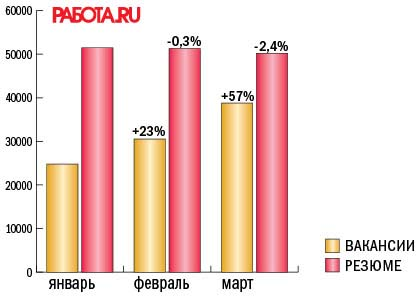 РАБОТА.RU
60000
50000
40000
30000
20000
10000
0
-0,3%
-2,4%
+23%
+57%
январь
февраль
март
ВАКАНСИИ
РЕЗЮМЕ